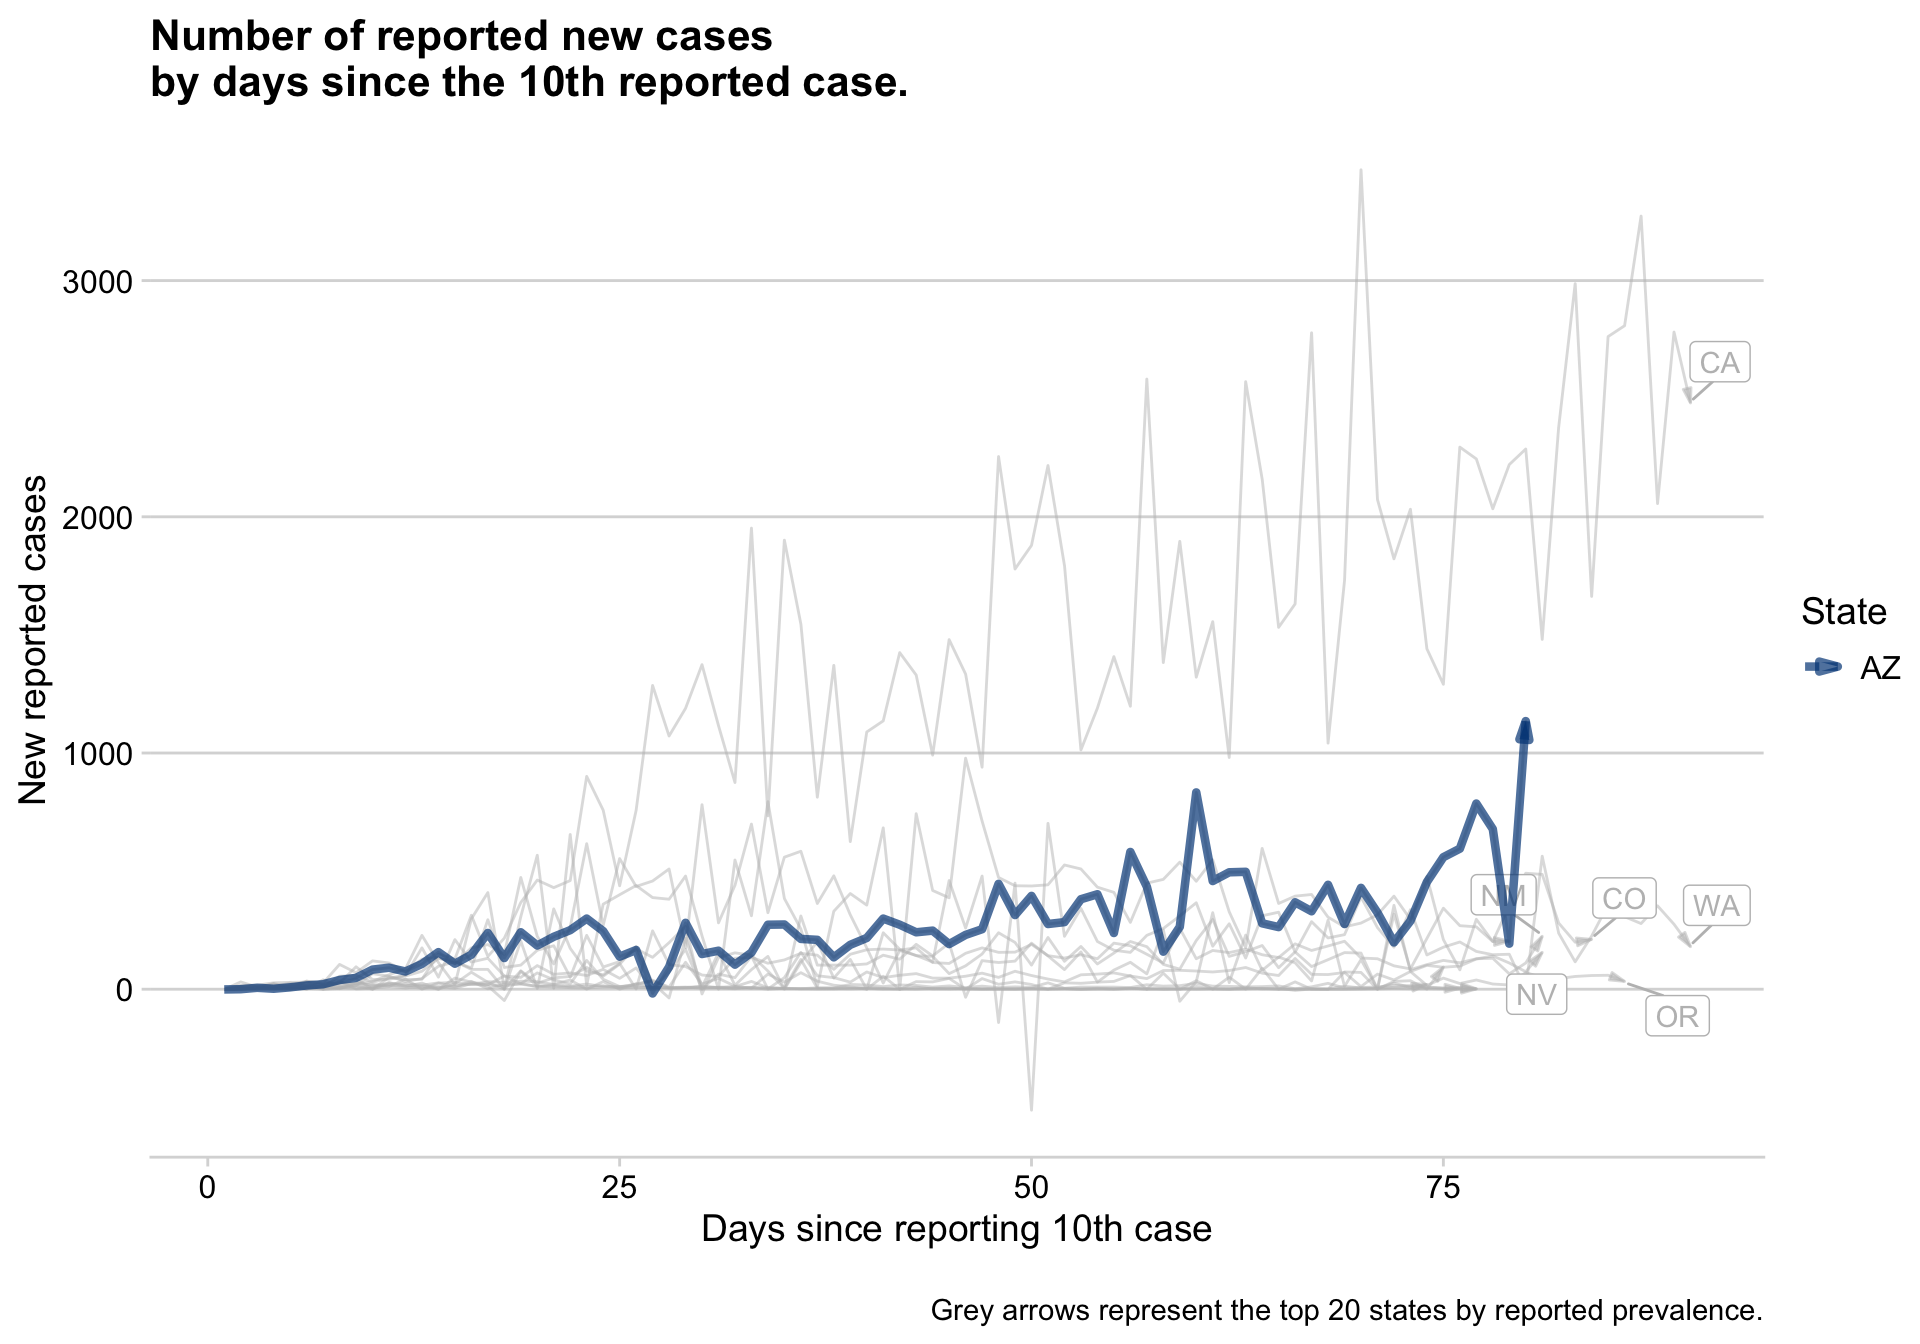 Number of reported new cases
by days since the 10th reported case.
New reported cases
3000
2000
1000
0
CA
NM
CO
WA
NV
OR
State
AZ
0
25
50
75
Days since reporting 10th case
Grey arrows represent the top 20 states by reported prevalence.